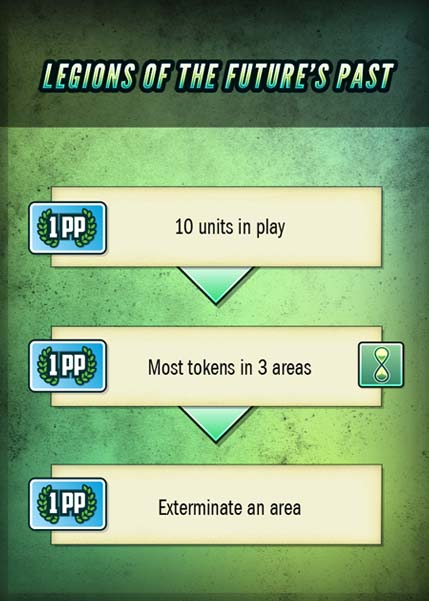 LEGIONS OF THE FUTURE'S PAST
1 PP
10 units in play
1 PP
Most tokens in 3 areas
1 PP
Exterminate an area